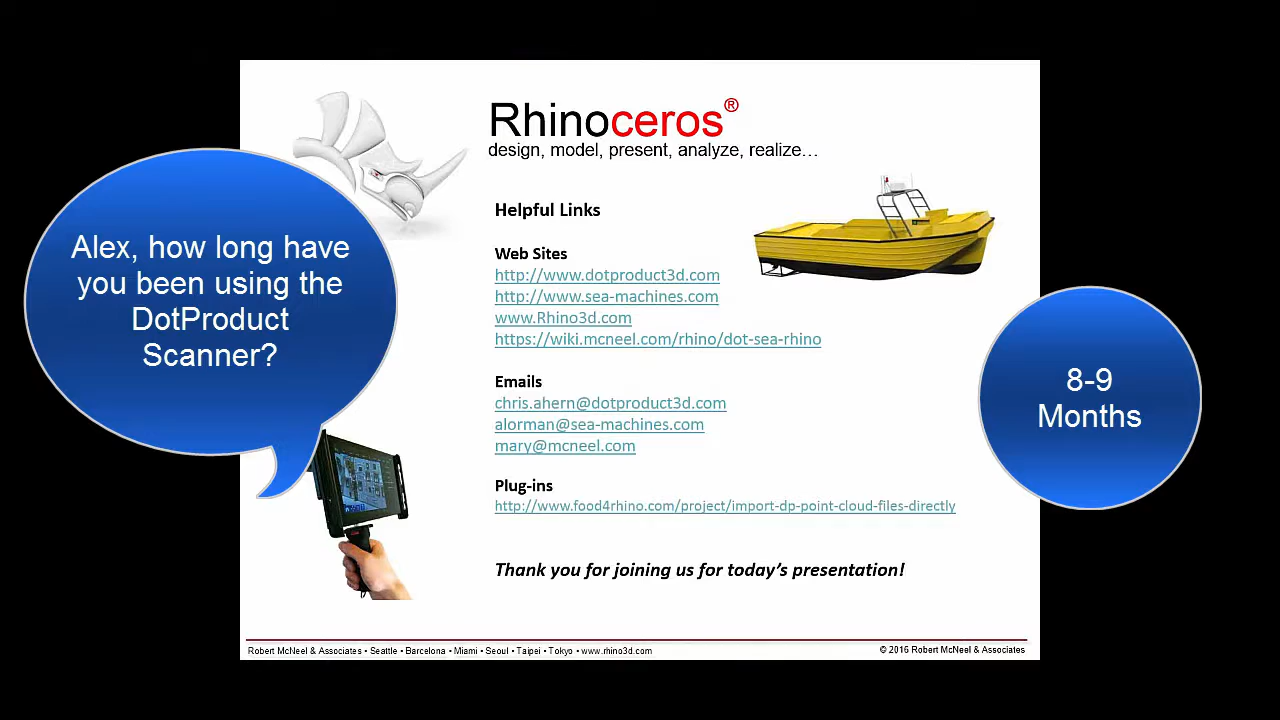 Rhinoceros®
design, model, present, analyze, realize...
Alex, how long have
you been using the
DotProduct
Scanner?
Helpful Links
Web Sites
http://www.dotproduct3d.com
http://www.sea-machines.com
www.Rhino3d.com
https://wiki.mcneel.com/rhino/dot-sea-rhino
8-9
Months
Emails
chris.ahern@dotproduct3d.com
alorman@sea-machines.com
mary@mcneel.com
Plug-ins
http://www.food4rhino.com/project/import-dp-point-cloud-files-directly
Thank you for joining us for today's presentation!
Robert McNeel & Associates • Seattle • Barcelona • Miami • Seoul • Taipei • Tokyo • www.rhino3d.com
© 2016 Robert McNeel & Associates